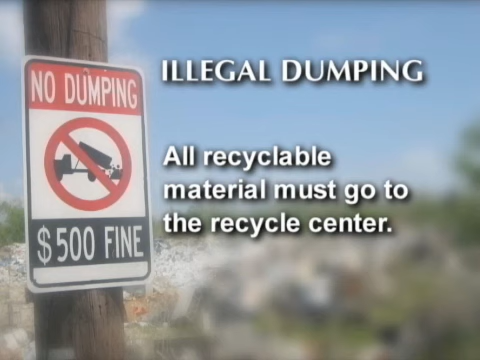 NO DUMPING
$500 FINE
ILLEGAL DUMPING
All recyclable
material must go to
the recycle center.